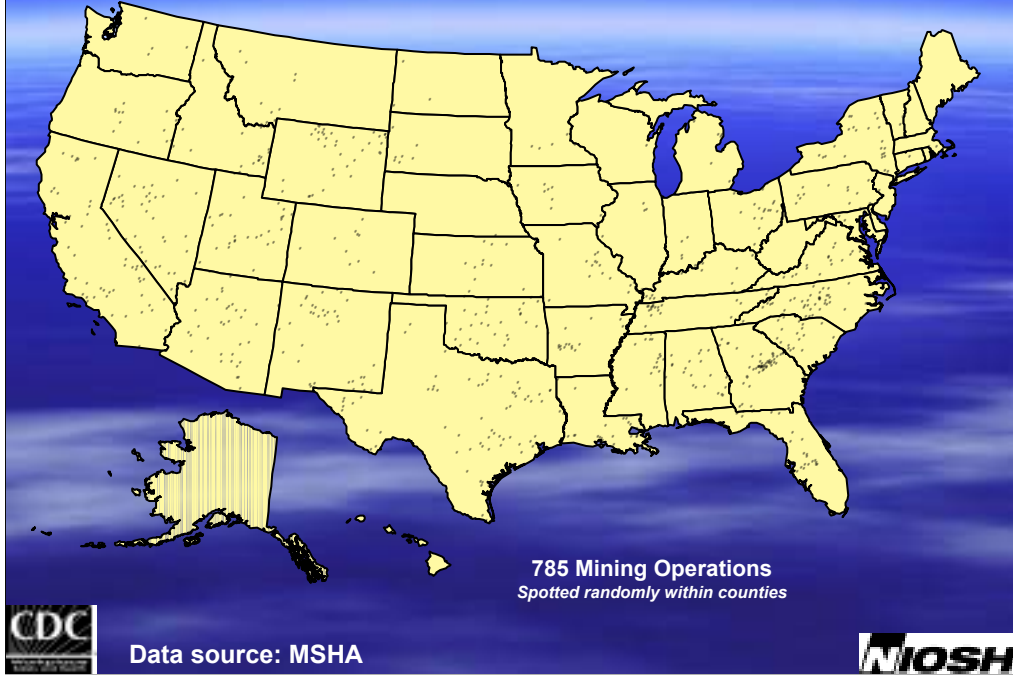 785 Mining Operations
Spotted randomly within counties
CDC
Data source: MSHA
NIOSH